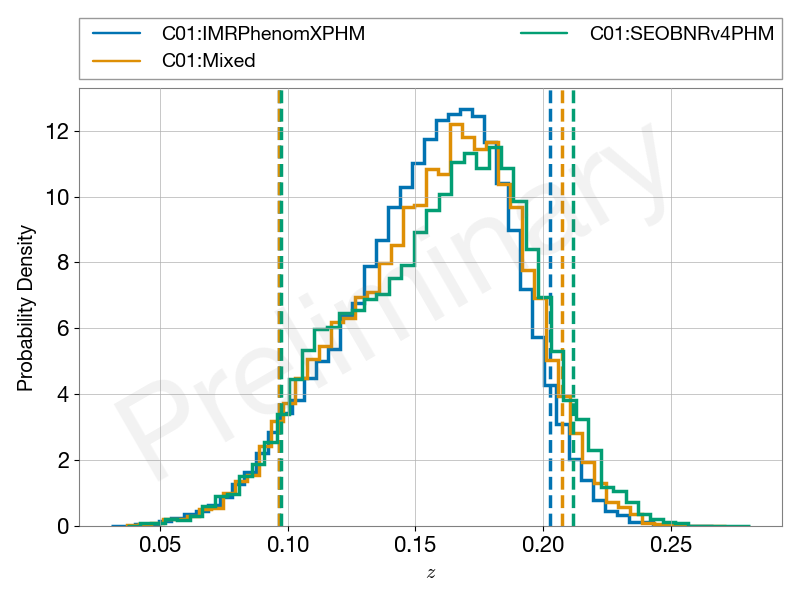 C01:IMRPhenomXPHM
C01:Mixed
C01:SEOBNRv4PHM
Preliminary
Probability Density
12
10
8
6
4
2
0
0.05
0.10
0.15
0.20
0.25
z